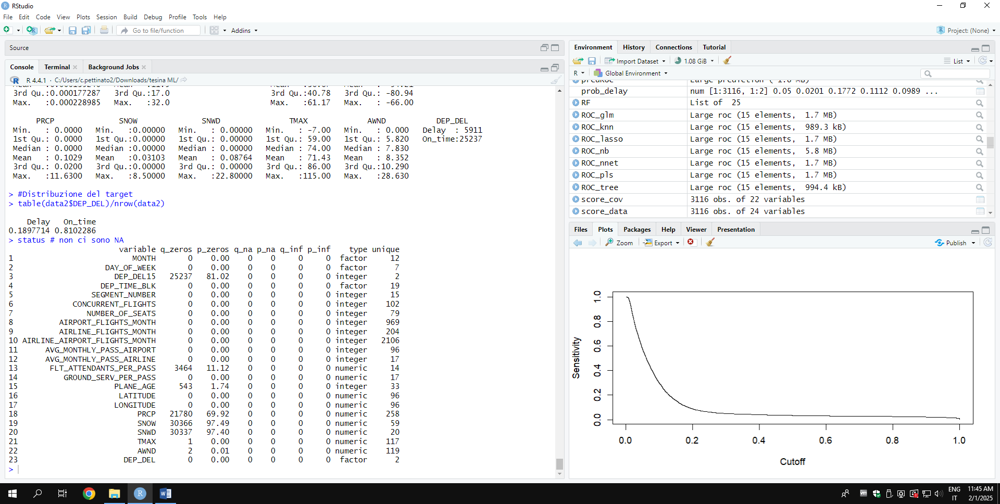 RStudio
File Edit Code View Plots Session Build Debug Profile Tools Help
Go to file/function Addins Project: (None)
Source
Console Terminal Background Jobs
R 4.4.1 · C:/Users/c.pettinato2/Downloads/tesina ML/
3rd Qu.:0.000177287 3rd Qu.:17.0 3rd Qu.:40.78 3rd Qu.: -80.94
Max. :0.000228985 Max. :32.0 Max. :61.17 Max. : -66.00
PRCP SNOW SNWD TMAX AWND DEP_DEL
Min. : 0.0000 Min. :0.00000 Min. : 0.00000 Min. : -7.00 Min. : 0.000 Delay : 5911
1st Qu.: 0.0000 1st Qu.:0.00000 1st Qu.: 0.00000 1st Qu.: 59.00 1st Qu.: 5.820 On_time:25237
Median : 0.0000 Median :0.00000 Median : 0.00000 Median : 74.00 Median : 7.830
Mean : 0.1029 Mean :0.03103 Mean : 0.08764 Mean : 71.43 Mean : 8.352
3rd Qu.: 0.0200 3rd Qu.:0.00000 3rd Qu.: 0.00000 3rd Qu.: 86.00 3rd Qu.:10.290
Max. :11.6300 Max. :8.50000 Max. :22.80000 Max. :115.00 Max. :28.630
> #Distribuzione del target
> table(data2$DEP_DEL)/nrow(data2)
Delay On_time
0.1897714 0.8102286
> status # non ci sono NA
variable q_zeros p_zeros q_na p_na q_inf p_inf type unique
1 MONTH 0 0.00 0 0 0 0 factor 12
2 DAY_OF_WEEK 0 0.00 0 0 0 0 factor 7
3 DEP_DEL15 25237 81.02 0 0 0 0 integer 2
4 DEP_TIME_BLK 0 0.00 0 0 0 0 factor 19
5 SEGMENT_NUMBER 0 0.00 0 0 0 0 integer 15
6 CONCURRENT_FLIGHTS 0 0.00 0 0 0 0 integer 102
7 NUMBER_OF_SEATS 0 0.00 0 0 0 0 integer 79
8 AIRPORT_FLIGHTS_MONTH 0 0.00 0 0 0 0 integer 969
9 AIRLINE_FLIGHTS_MONTH 0 0.00 0 0 0 0 integer 204
10 AIRLINE_AIRPORT_FLIGHTS_MONTH 0 0.00 0 0 0 0 integer 2106
11 AVG_MONTHLY_PASS_AIRPORT 0 0.00 0 0 0 0 integer 96
12 AVG_MONTHLY_PASS_AIRLINE 0 0.00 0 0 0 0 integer 17
13 FLT_ATTENDANTS_PER_PASS 3464 11.12 0 0 0 0 numeric 14
14 GROUND_SERV_PER_PASS 0 0.00 0 0 0 0 numeric 17
15 PLANE_AGE 543 1.74 0 0 0 0 integer 33
16 LATITUDE 0 0.00 0 0 0 0 numeric 96
17 LONGITUDE 0 0.00 0 0 0 0 numeric 96
18 PRCP 21780 69.92 0 0 0 0 numeric 258
19 SNOW 30366 97.49 0 0 0 0 numeric 59
20 SNWD 30337 97.40 0 0 0 0 numeric 20
21 TMAX 1 0.00 0 0 0 0 numeric 117
22 AWND 2 0.01 0 0 0 0 numeric 119
23 DEP_DEL 0 0.00 0 0 0 0 factor 2
>
Environment History Connections Tutorial
Import Dataset 1.08 GiB List
R Global Environment
predRoc Large prediction ( 1.6 MB)
prob_delay num [1:3116, 1:2] 0.05 0.0201 0.1772 0.1112 0.0989 ...
RF List of 25
ROC_glm Large roc (15 elements, 1.7 MB)
ROC_knn Large roc (15 elements, 989.3 kB)
ROC_lasso Large roc (15 elements, 1.7 MB)
ROC_nb Large roc (15 elements, 5.8 MB)
ROC_nnet Large roc (15 elements, 1.7 MB)
ROC_pls Large roc (15 elements, 1.7 MB)
ROC_tree Large roc (15 elements, 994.4 kB)
score_cov 3116 obs. of 22 variables
score_data 3116 obs. of 24 variables
Files Plots Packages Help Viewer Presentation
Zoom Export Publish
Sensitivity
1.0
0.8
0.6
0.4
0.2
0.0
0.0 0.2 0.4 0.6 0.8 1.0
Cutoff
ENG 11:45 AM
IT 2/1/2025